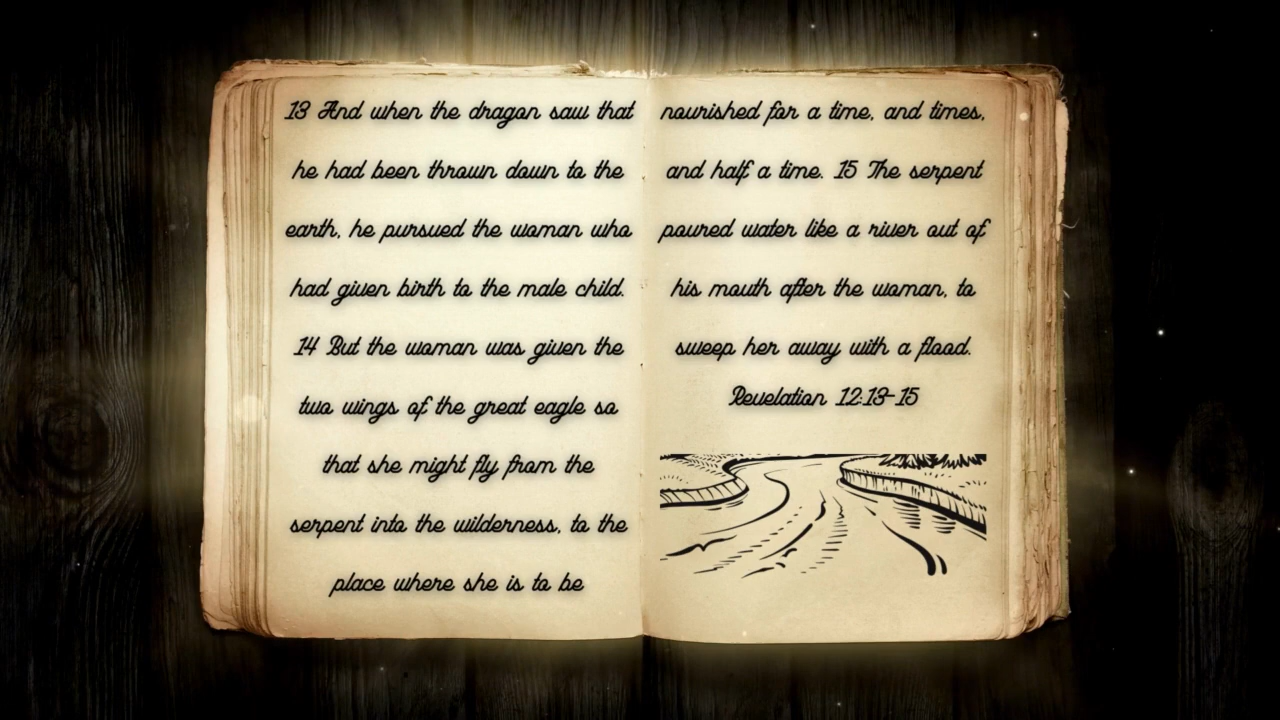 13 And when the dragon saw that
he had been thrown down to the
earth, he pursued the woman who
had given birth to the male child.
14 But the woman was given the
two wings of the great eagle so
that she might fly from the
serpent into the wilderness, to the
place where she is to be
nourished for a time, and times,
and half a time. 15 The serpent
poured water like a river out of
his mouth after the woman, to
sweep her away with a flood.
Revelation 12:13-15